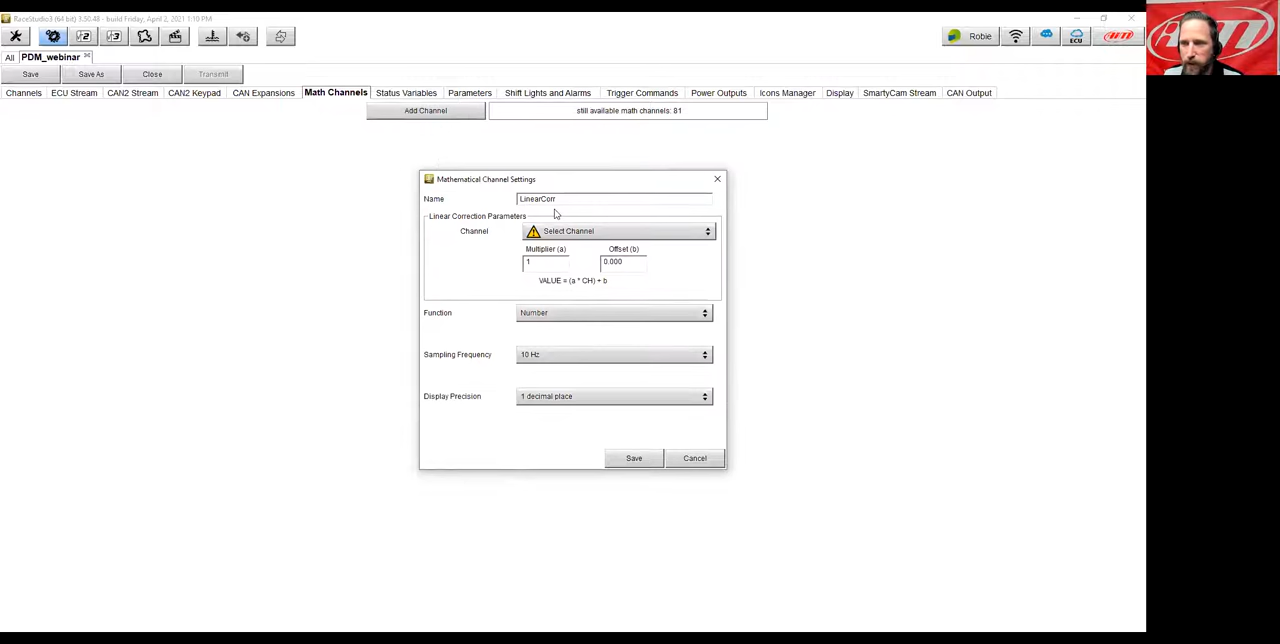 RaceStudio3 (64 bit) 3.50.48 - build Friday, April 2, 2021 1:10 PM
Robie
ECU
AiM
All PDM_webinar
Save Save As Close Transmit
Channels ECU Stream CAN2 Stream CAN2 Keypad CAN Expansions Math Channels Status Variables Parameters Shift Lights and Alarms Trigger Commands Power Outputs Icons Manager Display SmartyCam Stream CAN Output
Add Channel still available math channels: 81
Mathematical Channel Settings
Name LinearCorr
Linear Correction Parameters
Channel Select Channel
Multiplier (a) Offset (b)
1 0.000
VALUE = (a * CH) + b
Function Number
Sampling Frequency 10 Hz
Display Precision 1 decimal place
Save Cancel